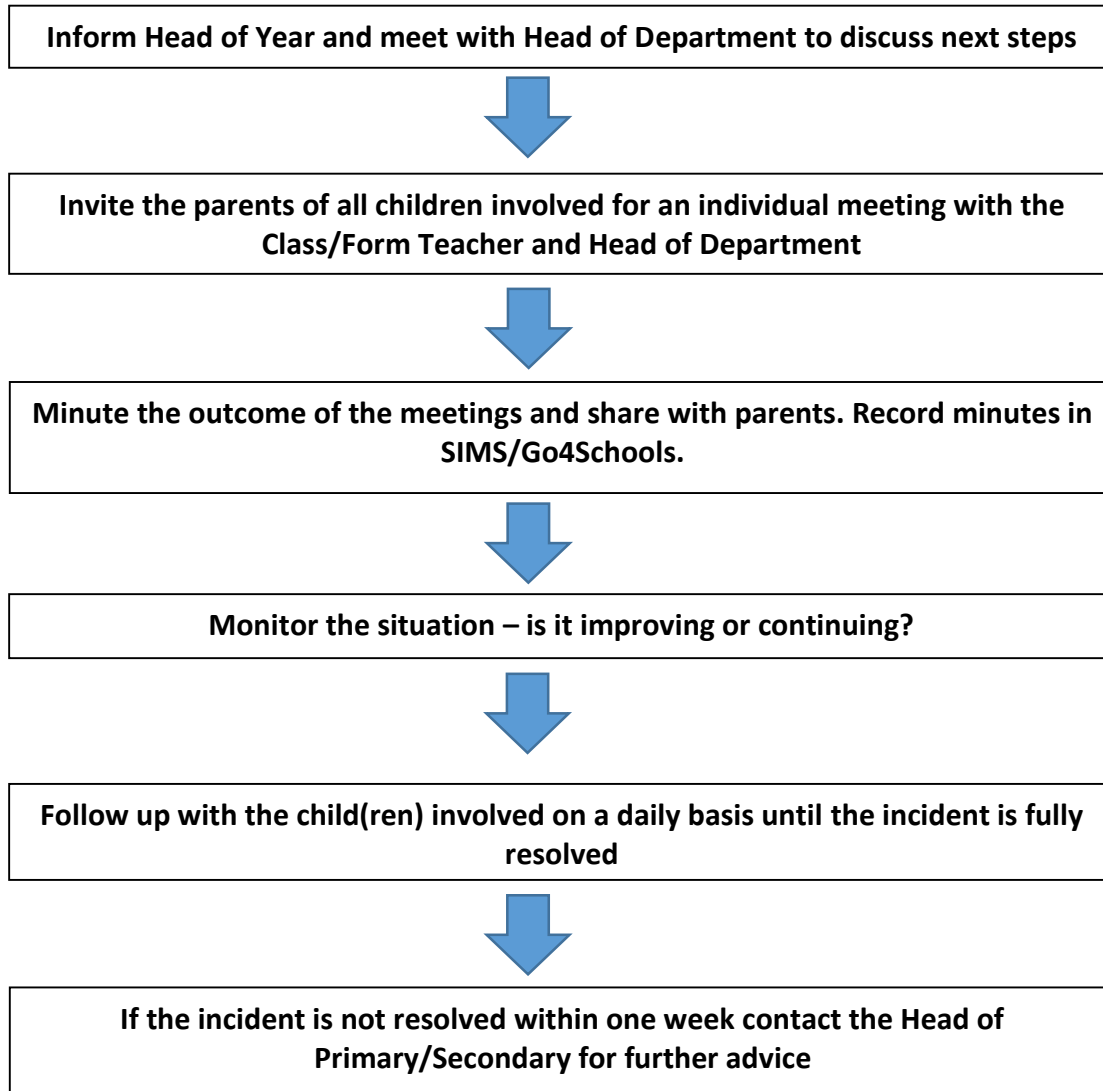 Inform Head of Year and meet with Head of Department to discuss next steps
Invite the parents of all children involved for an individual meeting with the
Class/Form Teacher and Head of Department
Minute the outcome of the meetings and share with parents. Record minutes in
SIMS/Go4Schools.
Monitor the situation – is it improving or continuing?
Follow up with the child(ren) involved on a daily basis until the incident is fully
resolved
If the incident is not resolved within one week contact the Head of
Primary/Secondary for further advice